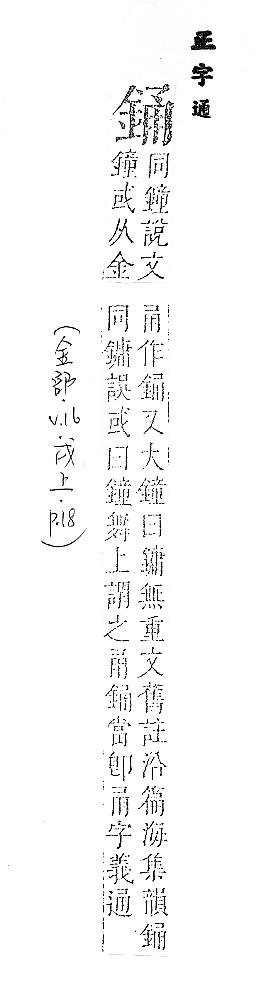 正字通
銿
同鐘說文
鐘或从金
甬作銿又大鐘曰鏞無重文舊註沿篇海集韻銿
同鏞誤或曰鐘舞上謂之甬銿當卽甬字義通
(金部.v.16.戌上.p.18)